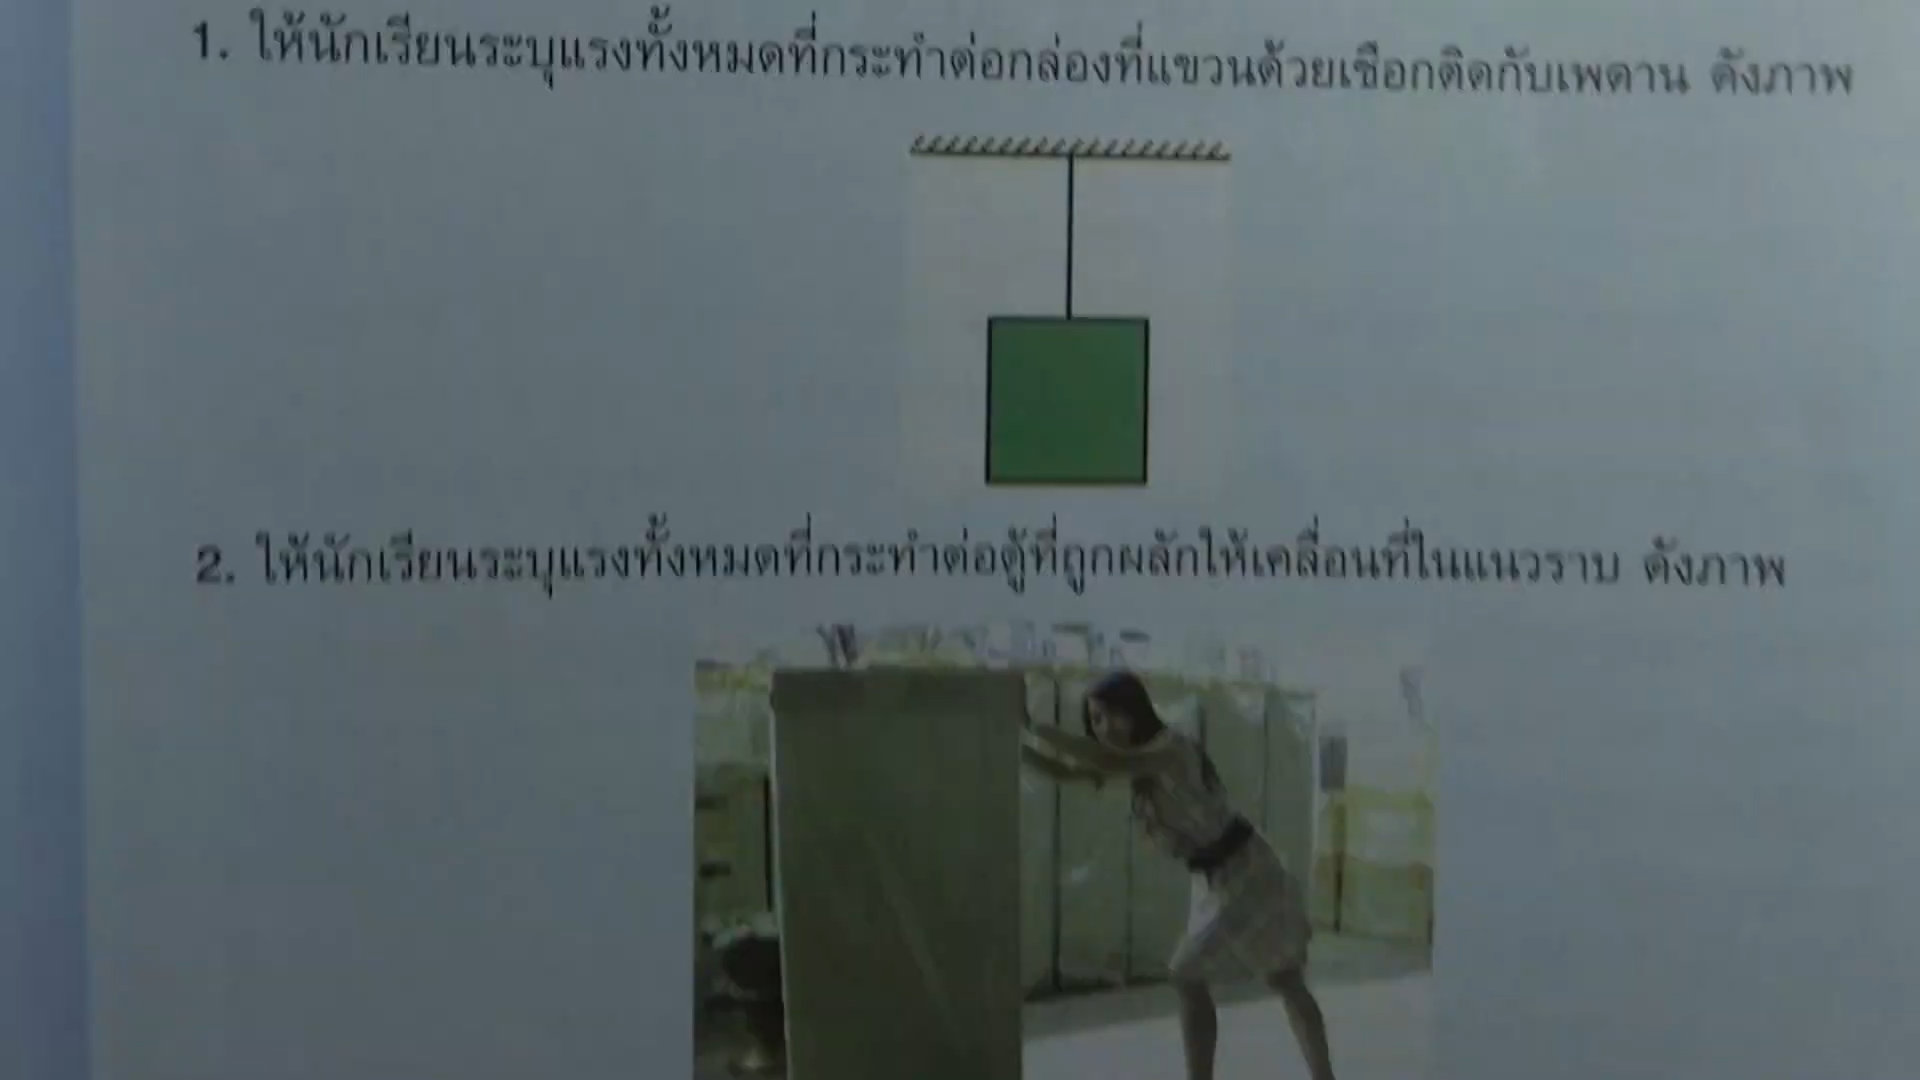 1. ให้นักเรียนระบุแรงทั้งหมดที่กระทำต่อกล่องที่แขวนด้วยเชือกติดกับเพดาน ดังภาพ
2. ให้นักเรียนระบุแรงทั้งหมดที่กระทำต่อตู้ที่ถูกผลักให้เคลื่อนที่ในแนวราบ ดังภาพ